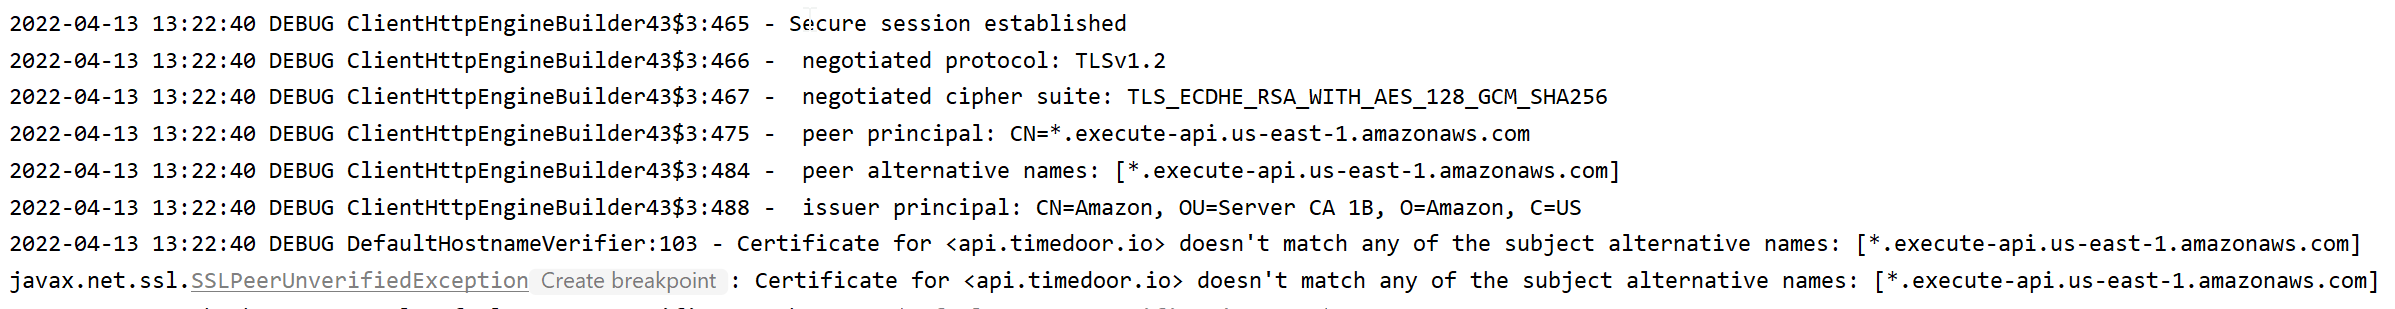 2022-04-13 13:22:40 DEBUG ClientHttpEngineBuilder43$3:465 - Secure session established
2022-04-13 13:22:40 DEBUG ClientHttpEngineBuilder43$3:466 -  negotiated protocol: TLSv1.2
2022-04-13 13:22:40 DEBUG ClientHttpEngineBuilder43$3:467 -  negotiated cipher suite: TLS_ECDHE_RSA_WITH_AES_128_GCM_SHA256
2022-04-13 13:22:40 DEBUG ClientHttpEngineBuilder43$3:475 -  peer principal: CN=*.execute-api.us-east-1.amazonaws.com
2022-04-13 13:22:40 DEBUG ClientHttpEngineBuilder43$3:484 -  peer alternative names: [*.execute-api.us-east-1.amazonaws.com]
2022-04-13 13:22:40 DEBUG ClientHttpEngineBuilder43$3:488 -  issuer principal: CN=Amazon, OU=Server CA 1B, O=Amazon, C=US
2022-04-13 13:22:40 DEBUG DefaultHostnameVerifier:103 - Certificate for <api.timedoor.io> doesn't match any of the subject alternative names: [*.execute-api.us-east-1.amazonaws.com]
javax.net.ssl.SSLPeerUnverifiedException Create breakpoint : Certificate for <api.timedoor.io> doesn't match any of the subject alternative names: [*.execute-api.us-east-1.amazonaws.com]